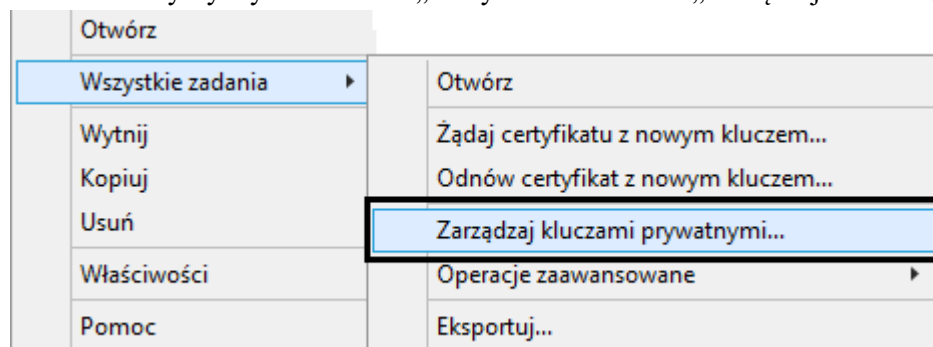 Otwórz
Wszystkie zadania
Wytnij
Kopiuj
Usuń
Właściwości
Pomoc
Otwórz
Żądaj certyfikatu z nowym kluczem...
Odnów certyfikat z nowym kluczem...
Zarządzaj kluczami prywatnymi...
Operacje zaawansowane
Eksportuj...